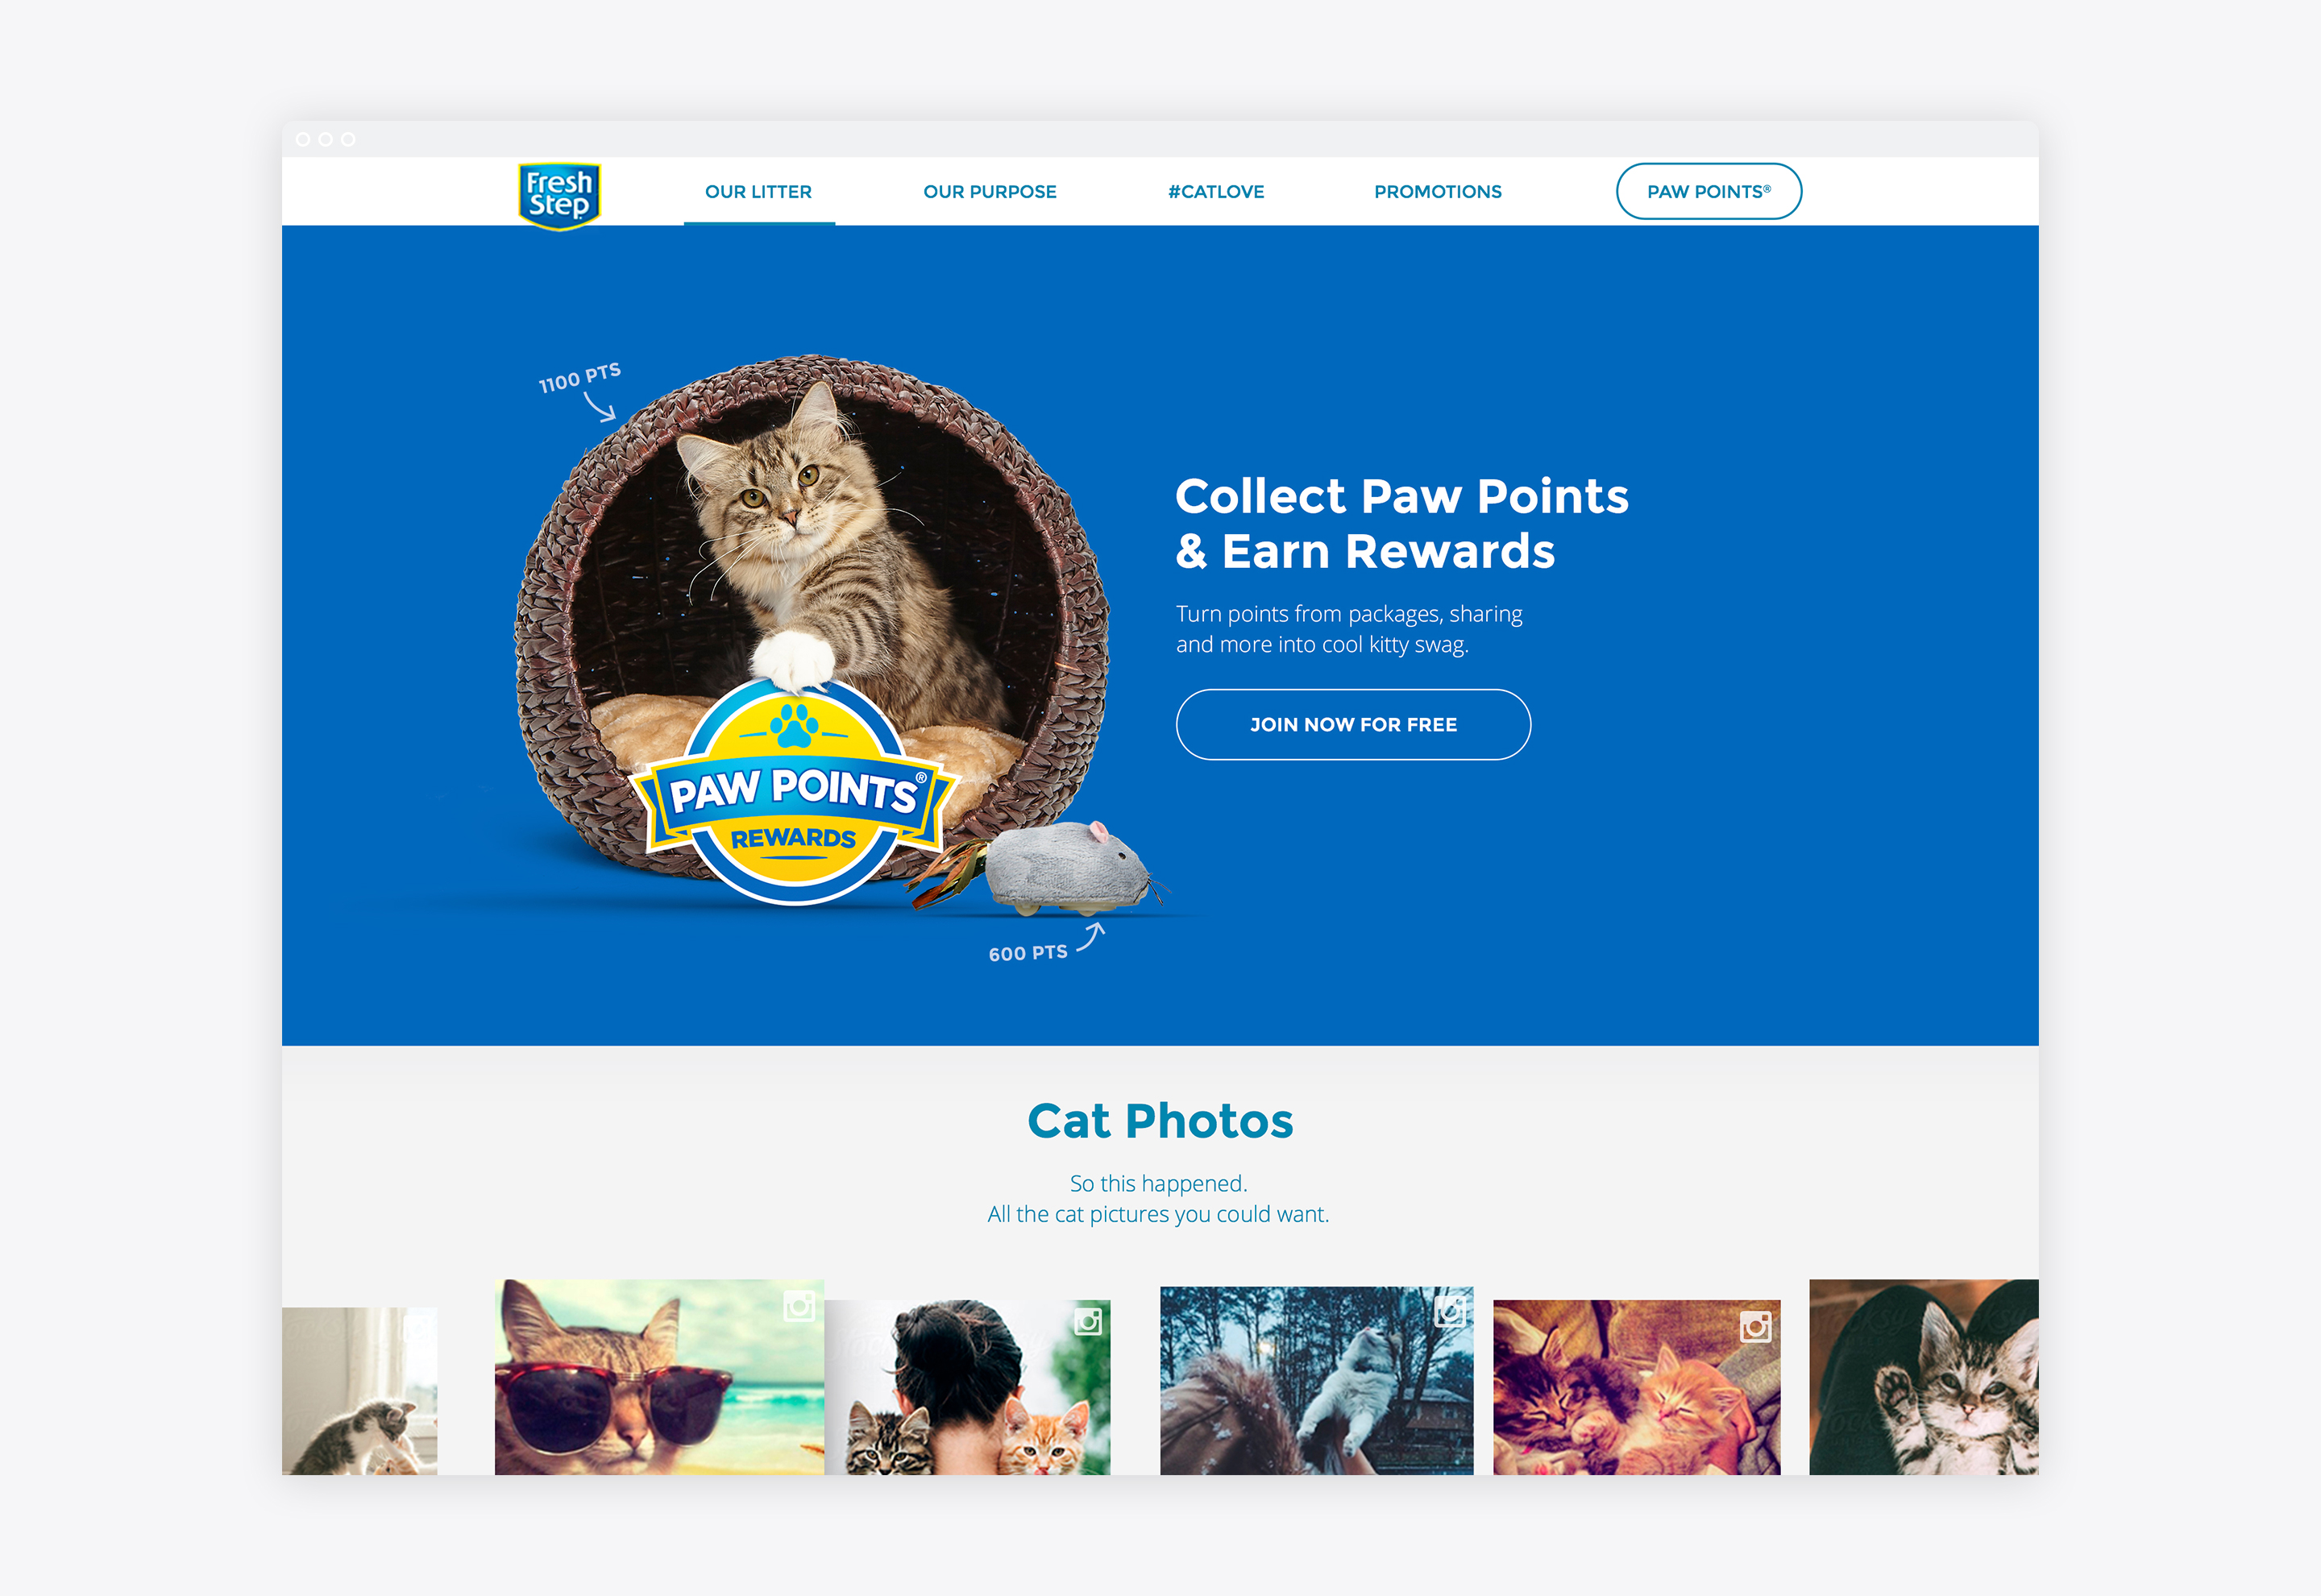 Fresh
Step
OUR LITTER
OUR PURPOSE
#CATLOVE
PROMOTIONS
PAW POINTS®
1100 PTS
Collect Paw Points
& Earn Rewards
Turn points from packages, sharing
and more into cool kitty swag.
JOIN NOW FOR FREE
PAW POINTS®
REWARDS
600 PTS
Cat Photos
So this happened.
All the cat pictures you could want.